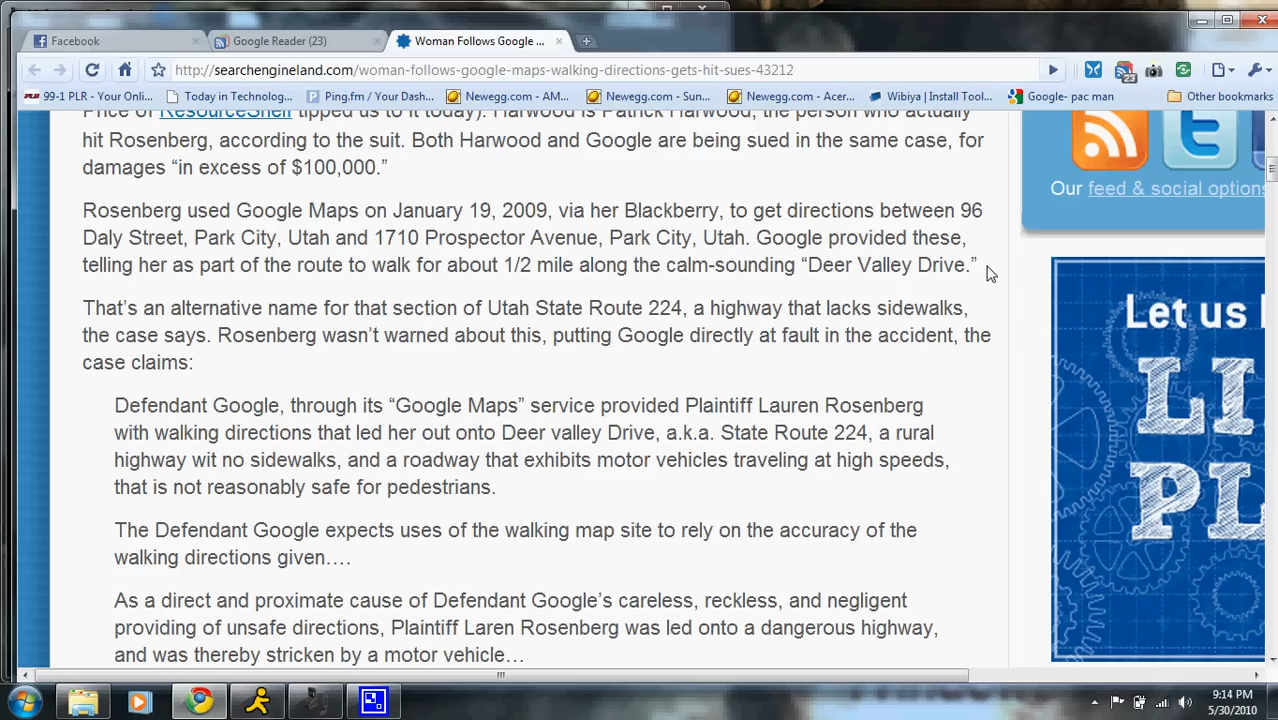 Facebook
Google Reader (23)
Woman Follows Google ...
http://searchengineland.com/woman-follows-google-maps-walking-directions-gets-hit-sues-43212
23
99-1 PLR - Your Onli...
Today in Technolog...
Ping.fm / Your Dash...
Newegg.com - AM...
Newegg.com - Sun...
Newegg.com - Acer...
Wibiya | Install Tool...
Google- pac man
Other bookmarks
Price of ResourceShelf tipped us to it today). Harwood is Patrick Harwood, the person who actually
hit Rosenberg, according to the suit. Both Harwood and Google are being sued in the same case, for
damages “in excess of $100,000.”
Rosenberg used Google Maps on January 19, 2009, via her Blackberry, to get directions between 96
Daly Street, Park City, Utah and 1710 Prospector Avenue, Park City, Utah. Google provided these,
telling her as part of the route to walk for about 1/2 mile along the calm-sounding “Deer Valley Drive.”
That’s an alternative name for that section of Utah State Route 224, a highway that lacks sidewalks,
the case says. Rosenberg wasn’t warned about this, putting Google directly at fault in the accident, the
case claims:
Defendant Google, through its “Google Maps” service provided Plaintiff Lauren Rosenberg
with walking directions that led her out onto Deer valley Drive, a.k.a. State Route 224, a rural
highway wit no sidewalks, and a roadway that exhibits motor vehicles traveling at high speeds,
that is not reasonably safe for pedestrians.
The Defendant Google expects uses of the walking map site to rely on the accuracy of the
walking directions given….
As a direct and proximate cause of Defendant Google’s careless, reckless, and negligent
providing of unsafe directions, Plaintiff Laren Rosenberg was led onto a dangerous highway,
and was thereby stricken by a motor vehicle…
Our feed & social options
Let us
LI
PL
9:14 PM
5/30/2010